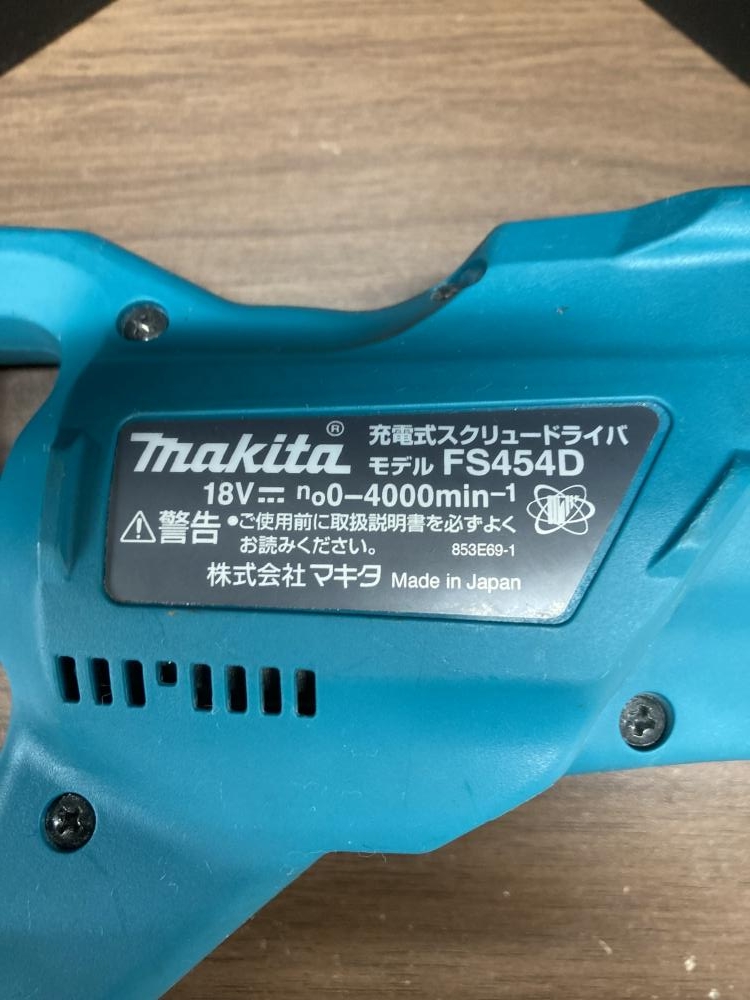 makita® 充電式スクリュードライバ
モデル FS454D
18V⎓ n₀0-4000min-1
⚠警告 •ご使用前に取扱説明書を必ずよく
お読みください。 853E69-1
株式会社 マキタ Made in Japan